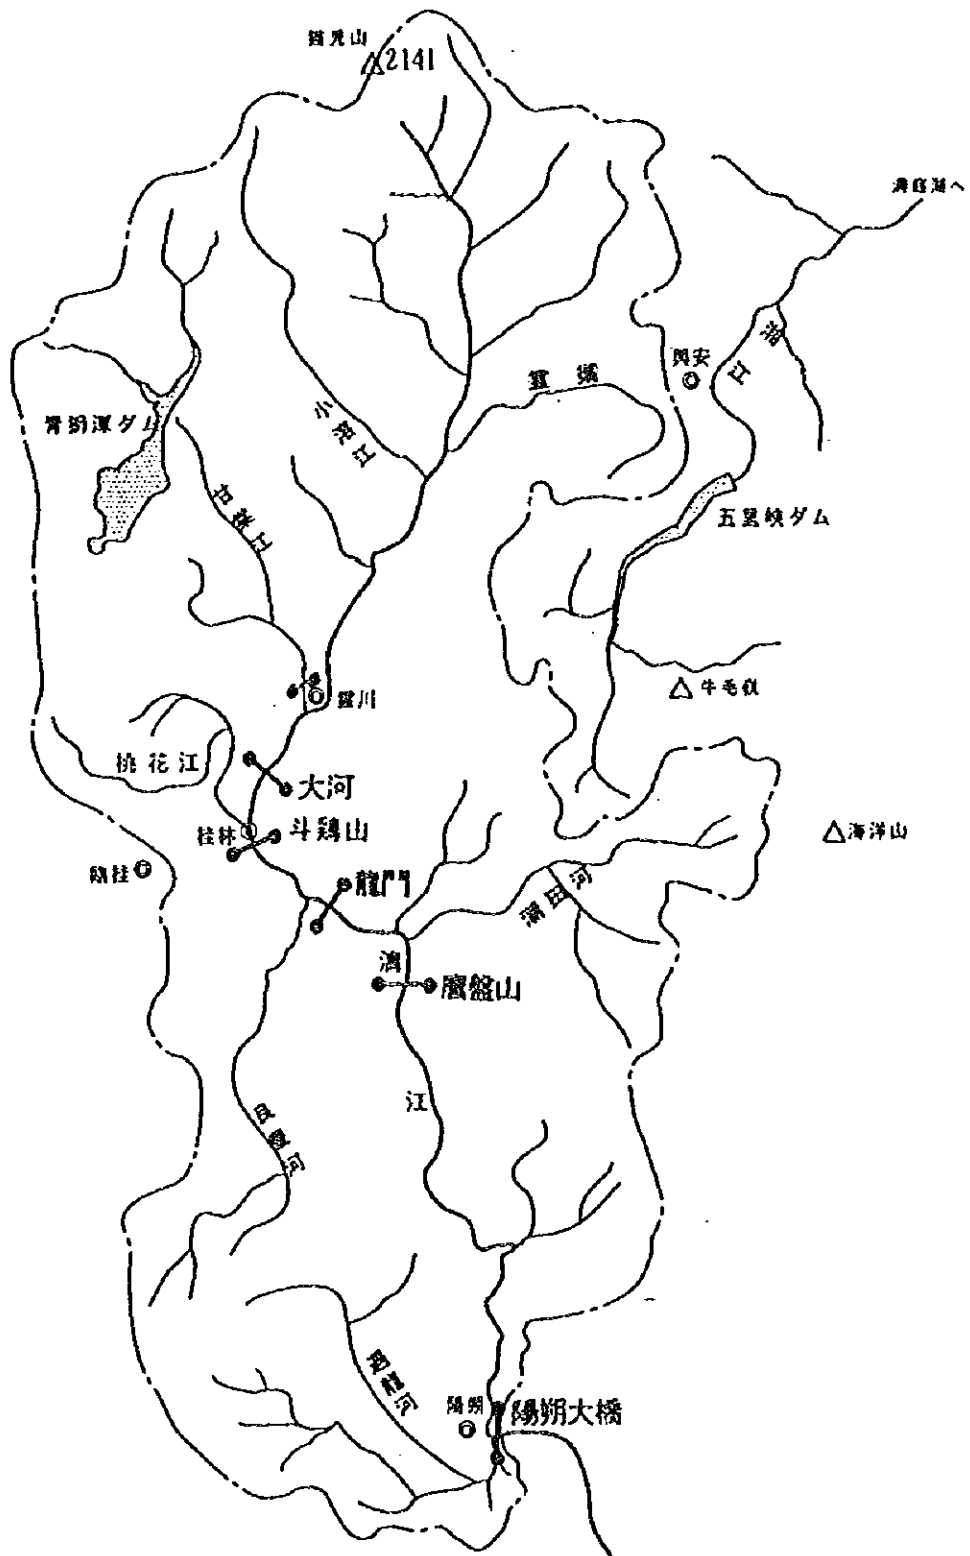 猫児山
2141
洞庭湖へ
興安
湘江
霊渠
小溶江
青獅潭ダム
甘棠江
五里峡ダム
牛毛嶺
霊川
桃花江
大河
桂林
斗鶏山
臨桂
海洋山
龍門
潮田河
漓江
磨盤山
良豊河
遇龍河
陽朔
陽朔大橋